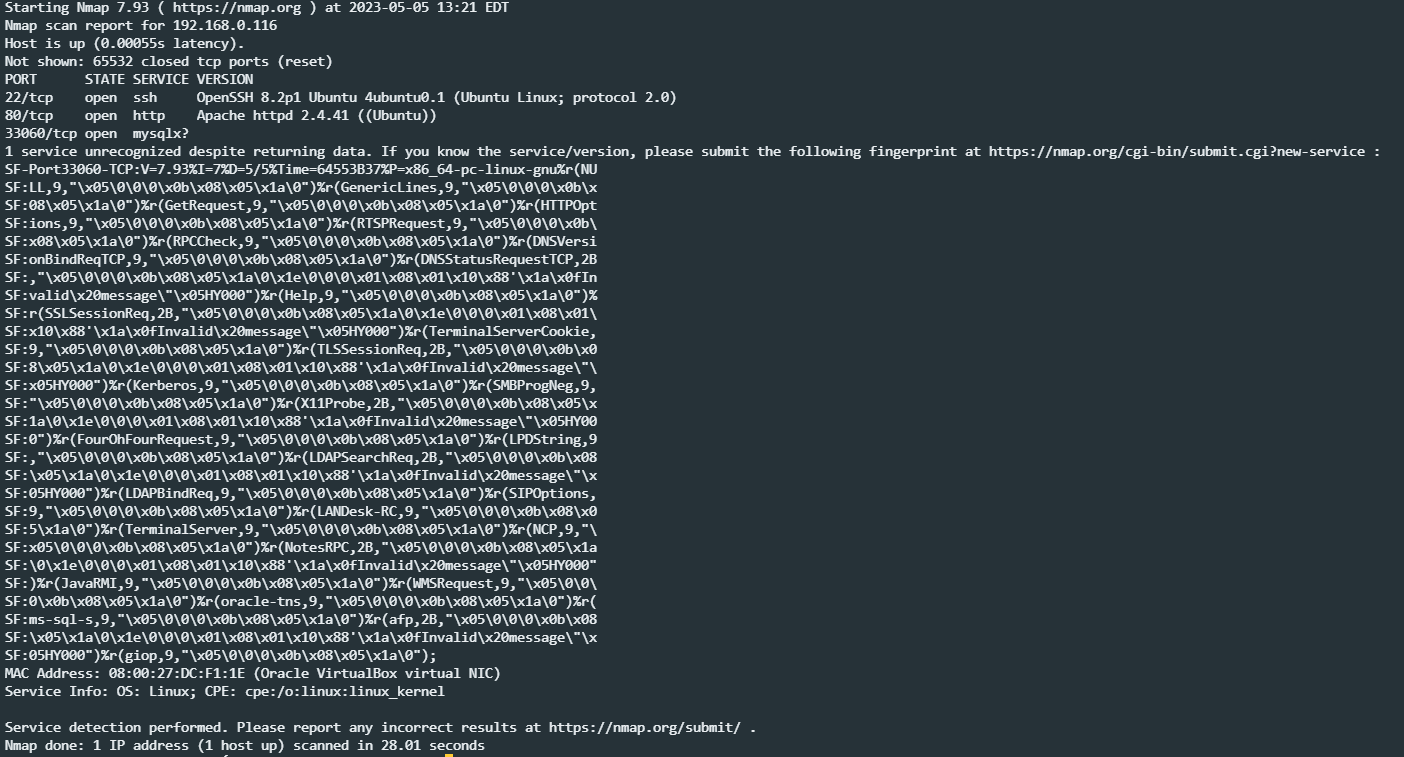 Starting Nmap 7.93 ( https://nmap.org ) at 2023-05-05 13:21 EDT
Nmap scan report for 192.168.0.116
Host is up (0.00055s latency).
Not shown: 65532 closed tcp ports (reset)
PORT      STATE SERVICE VERSION
22/tcp    open  ssh     OpenSSH 8.2p1 Ubuntu 4ubuntu0.1 (Ubuntu Linux; protocol 2.0)
80/tcp    open  http    Apache httpd 2.4.41 ((Ubuntu))
33060/tcp open  mysqlx?
1 service unrecognized despite returning data. If you know the service/version, please submit the following fingerprint at https://nmap.org/cgi-bin/submit.cgi?new-service :
SF-Port33060-TCP:V=7.93%I=7%D=5/5%Time=64553B37%P=x86_64-pc-linux-gnu%r(NU
SF:LL,9,"\x05\0\0\0\x0b\x08\x05\x1a\0")%r(GenericLines,9,"\x05\0\0\0\x0b\x
SF:08\x05\x1a\0")%r(GetRequest,9,"\x05\0\0\0\x0b\x08\x05\x1a\0")%r(HTTPOpt
SF:ions,9,"\x05\0\0\0\x0b\x08\x05\x1a\0")%r(RTSPRequest,9,"\x05\0\0\0\x0b\
SF:x08\x05\x1a\0")%r(RPCCheck,9,"\x05\0\0\0\x0b\x08\x05\x1a\0")%r(DNSVersi
SF:onBindReqTCP,9,"\x05\0\0\0\x0b\x08\x05\x1a\0")%r(DNSStatusRequestTCP,2B
SF:,"\x05\0\0\0\x0b\x08\x05\x1a\0\x1e\0\0\0\x01\x08\x01\x10\x88'\x1a\x0fIn
SF:valid\x20message\"\x05HY000")%r(Help,9,"\x05\0\0\0\x0b\x08\x05\x1a\0")%
SF:r(SSLSessionReq,2B,"\x05\0\0\0\x0b\x08\x05\x1a\0\x1e\0\0\0\x01\x08\x01\
SF:x10\x88'\x1a\x0fInvalid\x20message\"\x05HY000")%r(TerminalServerCookie,
SF:9,"\x05\0\0\0\x0b\x08\x05\x1a\0")%r(TLSSessionReq,2B,"\x05\0\0\0\x0b\x0
SF:8\x05\x1a\0\x1e\0\0\0\x01\x08\x01\x10\x88'\x1a\x0fInvalid\x20message\"\
SF:x05HY000")%r(Kerberos,9,"\x05\0\0\0\x0b\x08\x05\x1a\0")%r(SMBProgNeg,9,
SF:"\x05\0\0\0\x0b\x08\x05\x1a\0")%r(X11Probe,2B,"\x05\0\0\0\x0b\x08\x05\x
SF:1a\0\x1e\0\0\0\x01\x08\x01\x10\x88'\x1a\x0fInvalid\x20message\"\x05HY00
SF:0")%r(FourOhFourRequest,9,"\x05\0\0\0\x0b\x08\x05\x1a\0")%r(LPDString,9
SF:,"\x05\0\0\0\x0b\x08\x05\x1a\0")%r(LDAPSearchReq,2B,"\x05\0\0\0\x0b\x08
SF:\x05\x1a\0\x1e\0\0\0\x01\x08\x01\x10\x88'\x1a\x0fInvalid\x20message\"\x
SF:05HY000")%r(LDAPBindReq,9,"\x05\0\0\0\x0b\x08\x05\x1a\0")%r(SIPOptions,
SF:9,"\x05\0\0\0\x0b\x08\x05\x1a\0")%r(LANDesk-RC,9,"\x05\0\0\0\x0b\x08\x0
SF:5\x1a\0")%r(TerminalServer,9,"\x05\0\0\0\x0b\x08\x05\x1a\0")%r(NCP,9,"\
SF:x05\0\0\0\x0b\x08\x05\x1a\0")%r(NotesRPC,2B,"\x05\0\0\0\x0b\x08\x05\x1a
SF:\0\x1e\0\0\0\x01\x08\x01\x10\x88'\x1a\x0fInvalid\x20message\"\x05HY000"
SF:)%r(JavaRMI,9,"\x05\0\0\0\x0b\x08\x05\x1a\0")%r(WMSRequest,9,"\x05\0\0\
SF:0\x0b\x08\x05\x1a\0")%r(oracle-tns,9,"\x05\0\0\0\x0b\x08\x05\x1a\0")%r(
SF:ms-sql-s,9,"\x05\0\0\0\x0b\x08\x05\x1a\0")%r(afp,2B,"\x05\0\0\0\x0b\x08
SF:\x05\x1a\0\x1e\0\0\0\x01\x08\x01\x10\x88'\x1a\x0fInvalid\x20message\"\x
SF:05HY000")%r(giop,9,"\x05\0\0\0\x0b\x08\x05\x1a\0");
MAC Address: 08:00:27:DC:F1:1E (Oracle VirtualBox virtual NIC)
Service Info: OS: Linux; CPE: cpe:/o:linux:linux_kernel

Service detection performed. Please report any incorrect results at https://nmap.org/submit/ .
Nmap done: 1 IP address (1 host up) scanned in 28.01 seconds